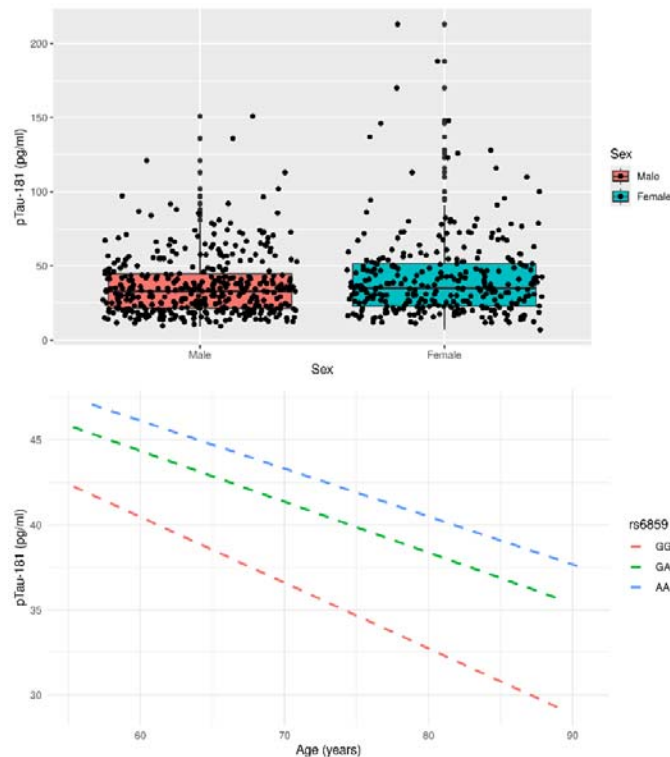 200
150
100
50
0
pTau-181 (pg/ml)
Male
Female
Sex
Sex
Male
Female
45
40
35
30
pTau-181 (pg/ml)
60
70
80
90
Age (years)
rs6859
GG
GA
AA